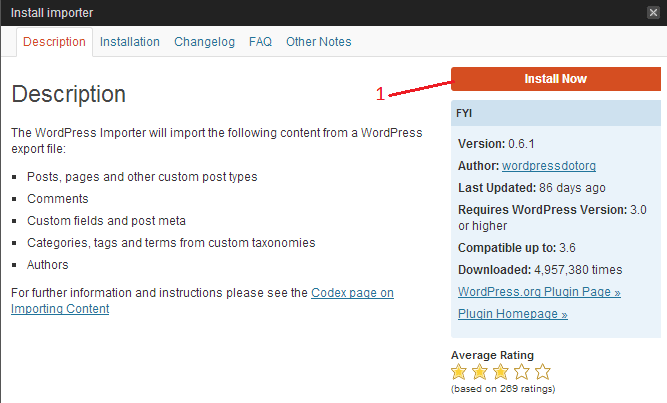 Install importer
Description Installation Changelog FAQ Other Notes
Description
The WordPress Importer will import the following content from a WordPress
export file:
Posts, pages and other custom post types
Comments
Custom fields and post meta
Categories, tags and terms from custom taxonomies
Authors
For further information and instructions please see the Codex page on
Importing Content
1
Install Now
FYI
Version: 0.6.1
Author: wordpressdotorg
Last Updated: 86 days ago
Requires WordPress Version: 3.0
or higher
Compatible up to: 3.6
Downloaded: 4,957,380 times
WordPress.org Plugin Page »
Plugin Homepage »
Average Rating
(based on 269 ratings)